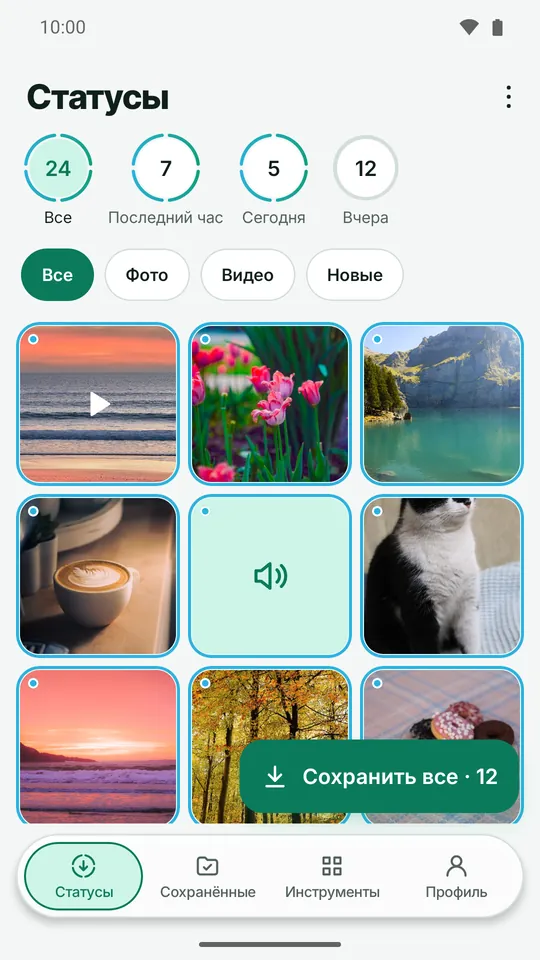 10:00
Статусы
24 7 5 12
Все Последний час Сегодня Вчера
Все Фото Видео Новые
Сохранить все · 12
Статусы Сохранённые Инструменты Профиль